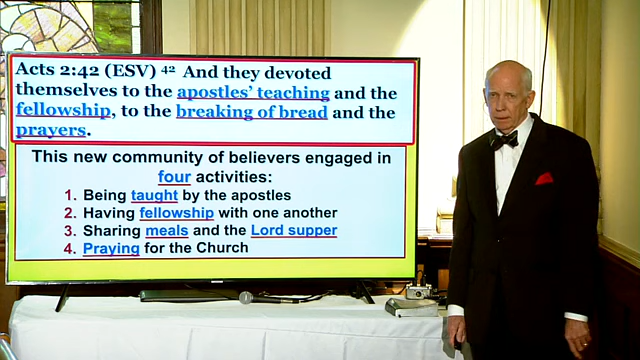 Acts 2:42 (ESV) ⁴² And they devoted
themselves to the apostles’ teaching and the
fellowship, to the breaking of bread and the
prayers.
This new community of believers engaged in
four activities:
1. Being taught by the apostles
2. Having fellowship with one another
3. Sharing meals and the Lord supper
4. Praying for the Church